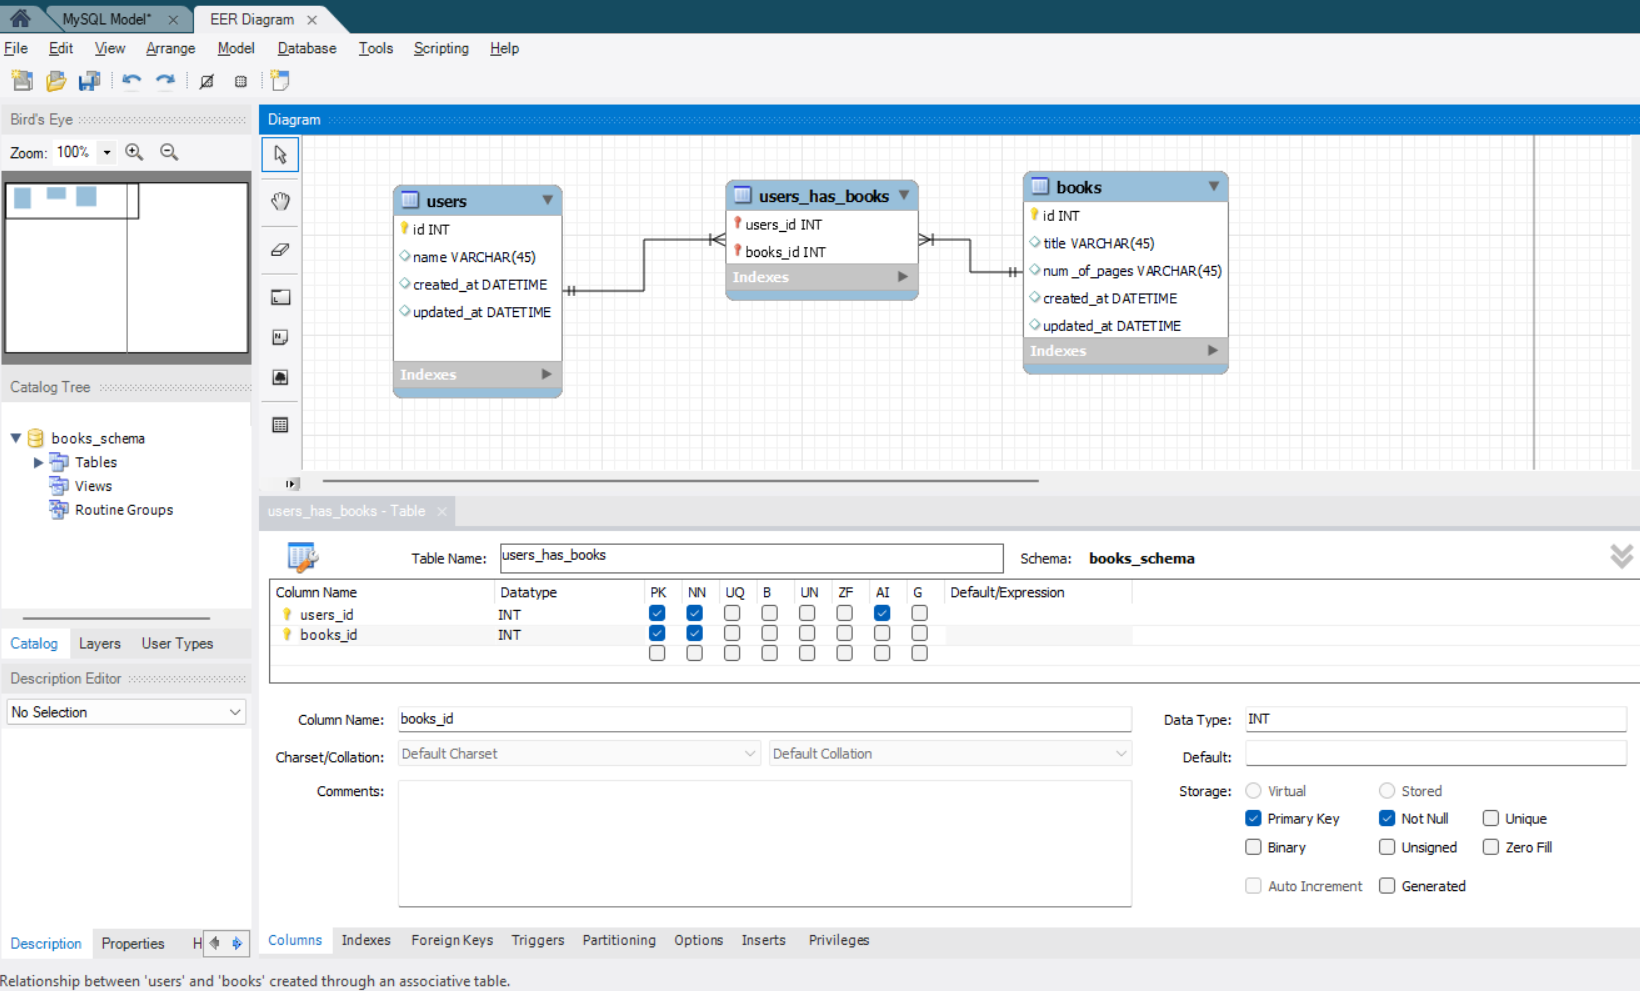 MySQL Model* ×
EER Diagram ×
File Edit View Arrange Model Database Tools Scripting Help
Bird's Eye
Zoom: 100%
Diagram
users
id INT
name VARCHAR(45)
created_at DATETIME
updated_at DATETIME
Indexes
users_has_books
users_id INT
books_id INT
Indexes
books
id INT
title VARCHAR(45)
num _of_pages VARCHAR(45)
created_at DATETIME
updated_at DATETIME
Indexes
Catalog Tree
books_schema
Tables
Views
Routine Groups
Catalog Layers User Types
Description Editor
No Selection
Description Properties H
users_has_books - Table ×
Table Name: users_has_books Schema: books_schema
Column Name Datatype PK NN UQ B UN ZF AI G Default/Expression
users_id INT
books_id INT
Column Name: books_id Data Type: INT
Charset/Collation: Default Charset Default Collation Default:
Comments: Storage: Virtual Stored
Primary Key Not Null Unique
Binary Unsigned Zero Fill
Auto Increment Generated
Columns Indexes Foreign Keys Triggers Partitioning Options Inserts Privileges
Relationship between 'users' and 'books' created through an associative table.